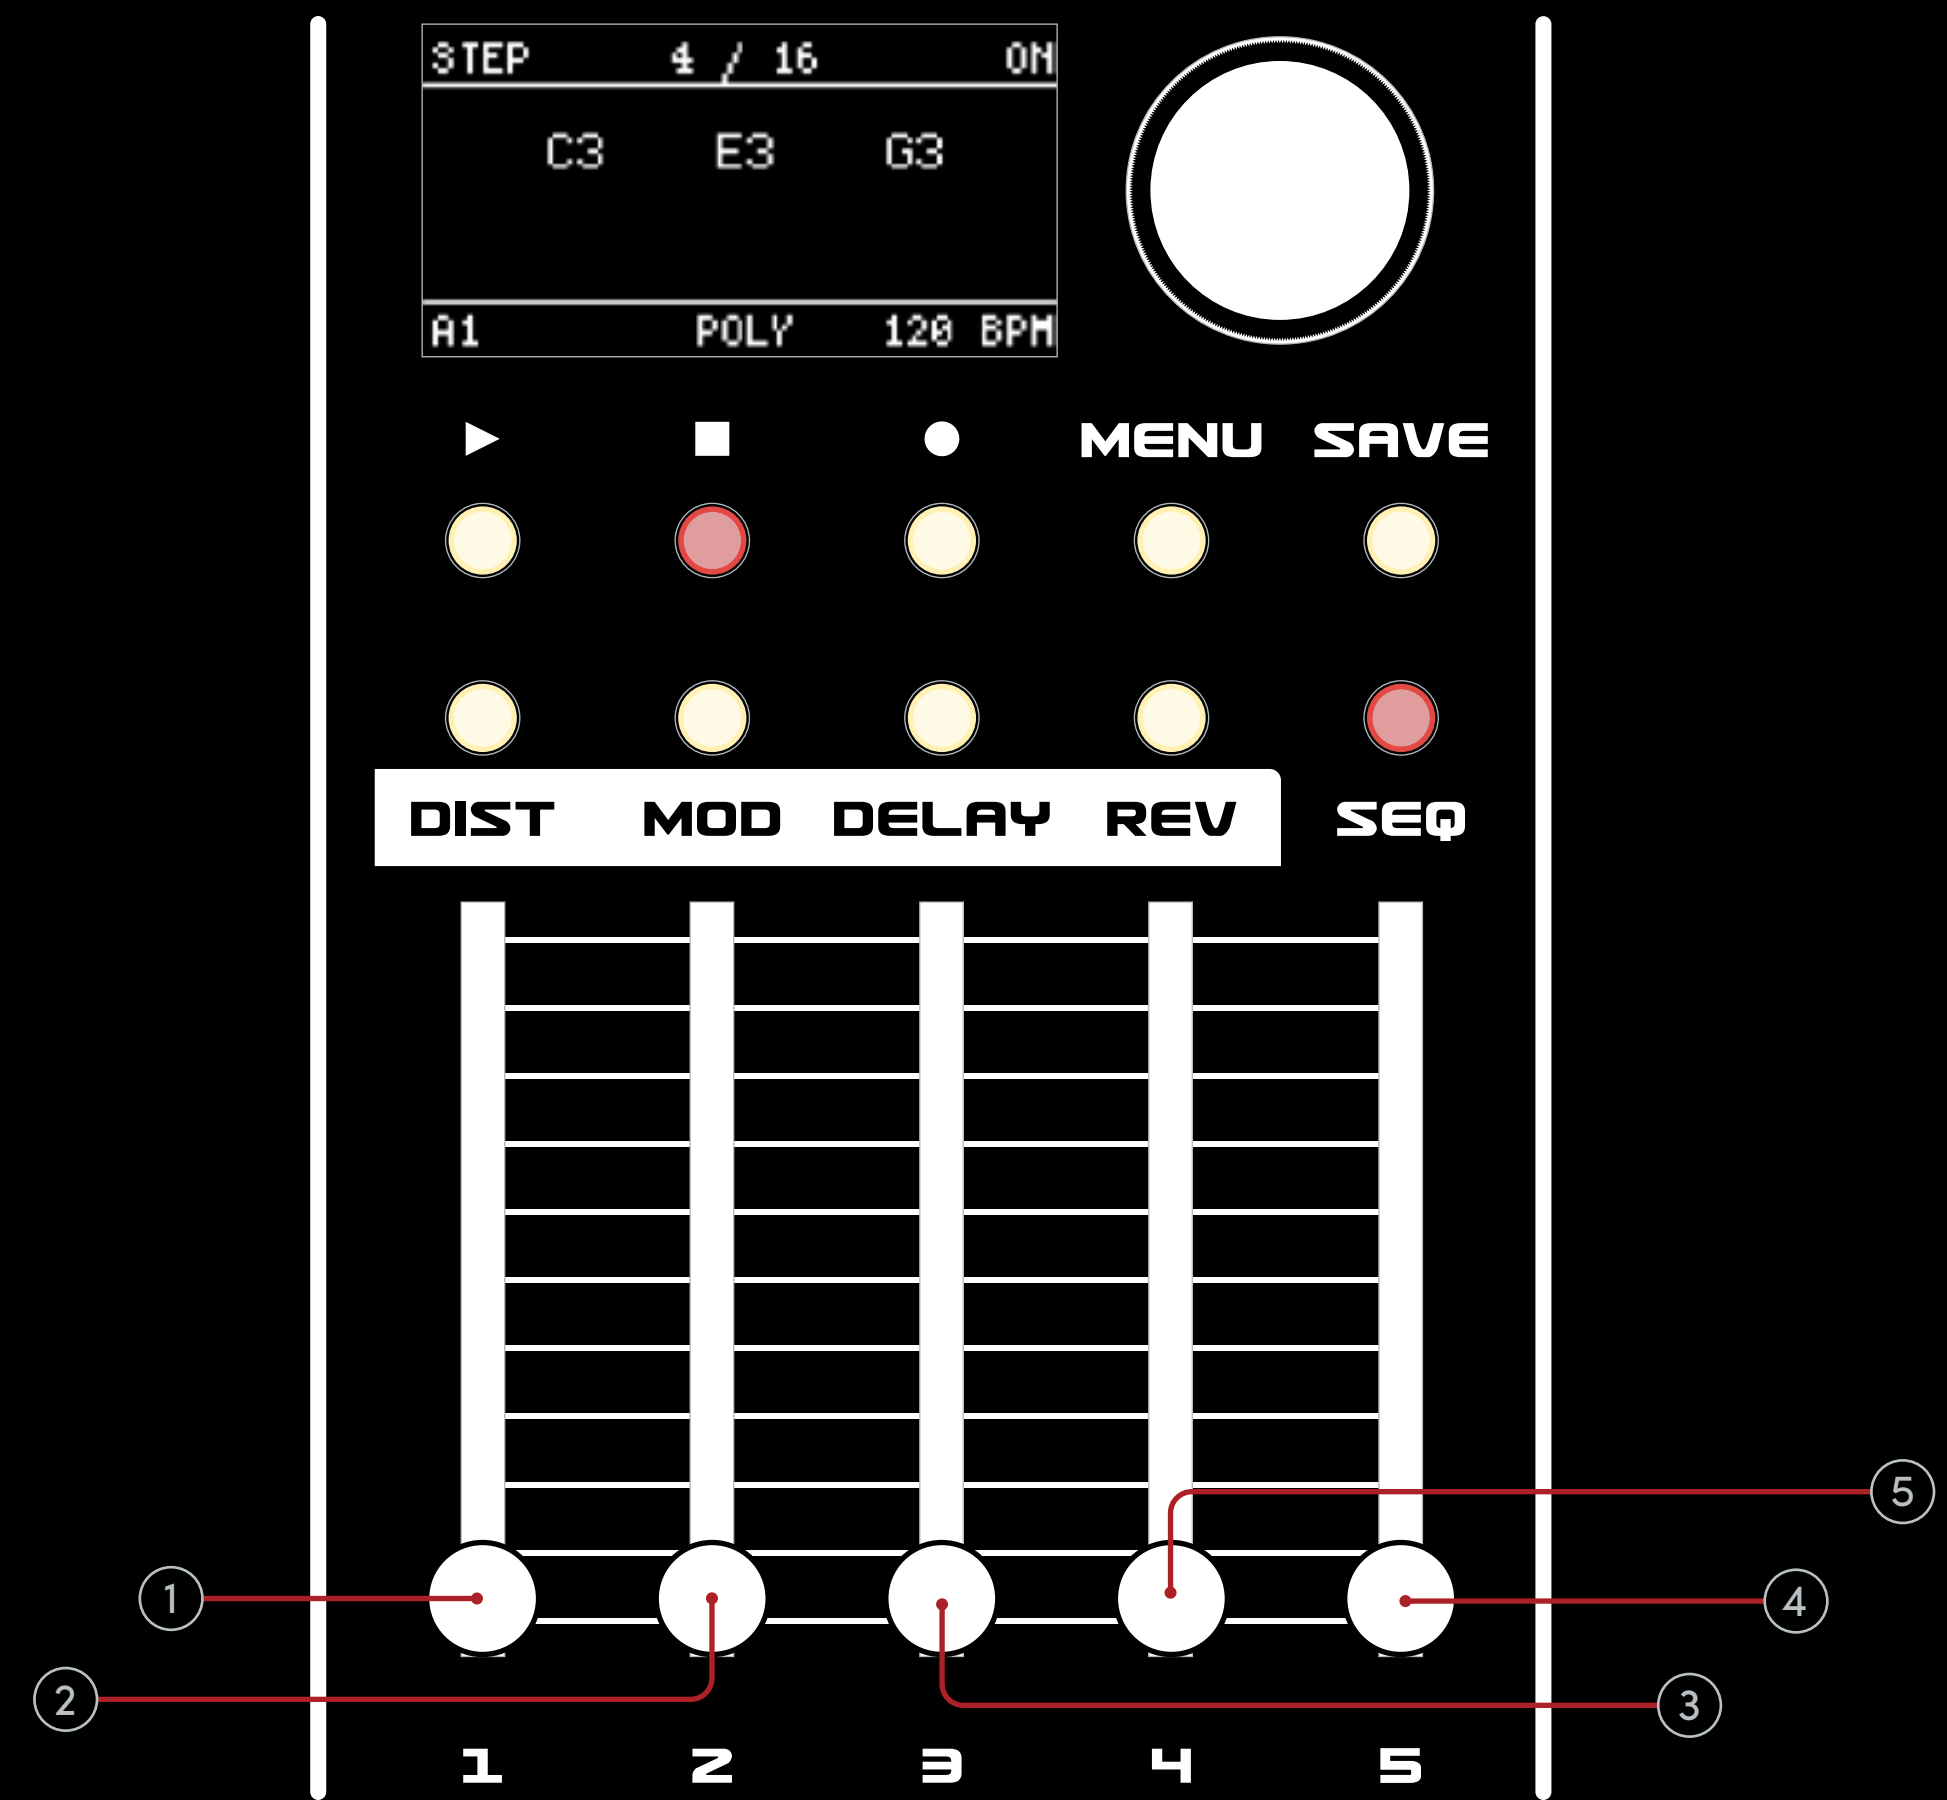 STEP 4 / 16 ON
C3 E3 G3
A1 POLY 120 BPM
MENU SAVE
DIST MOD DELAY REV SEQ
5
1
4
2
3
1 2 3 4 5